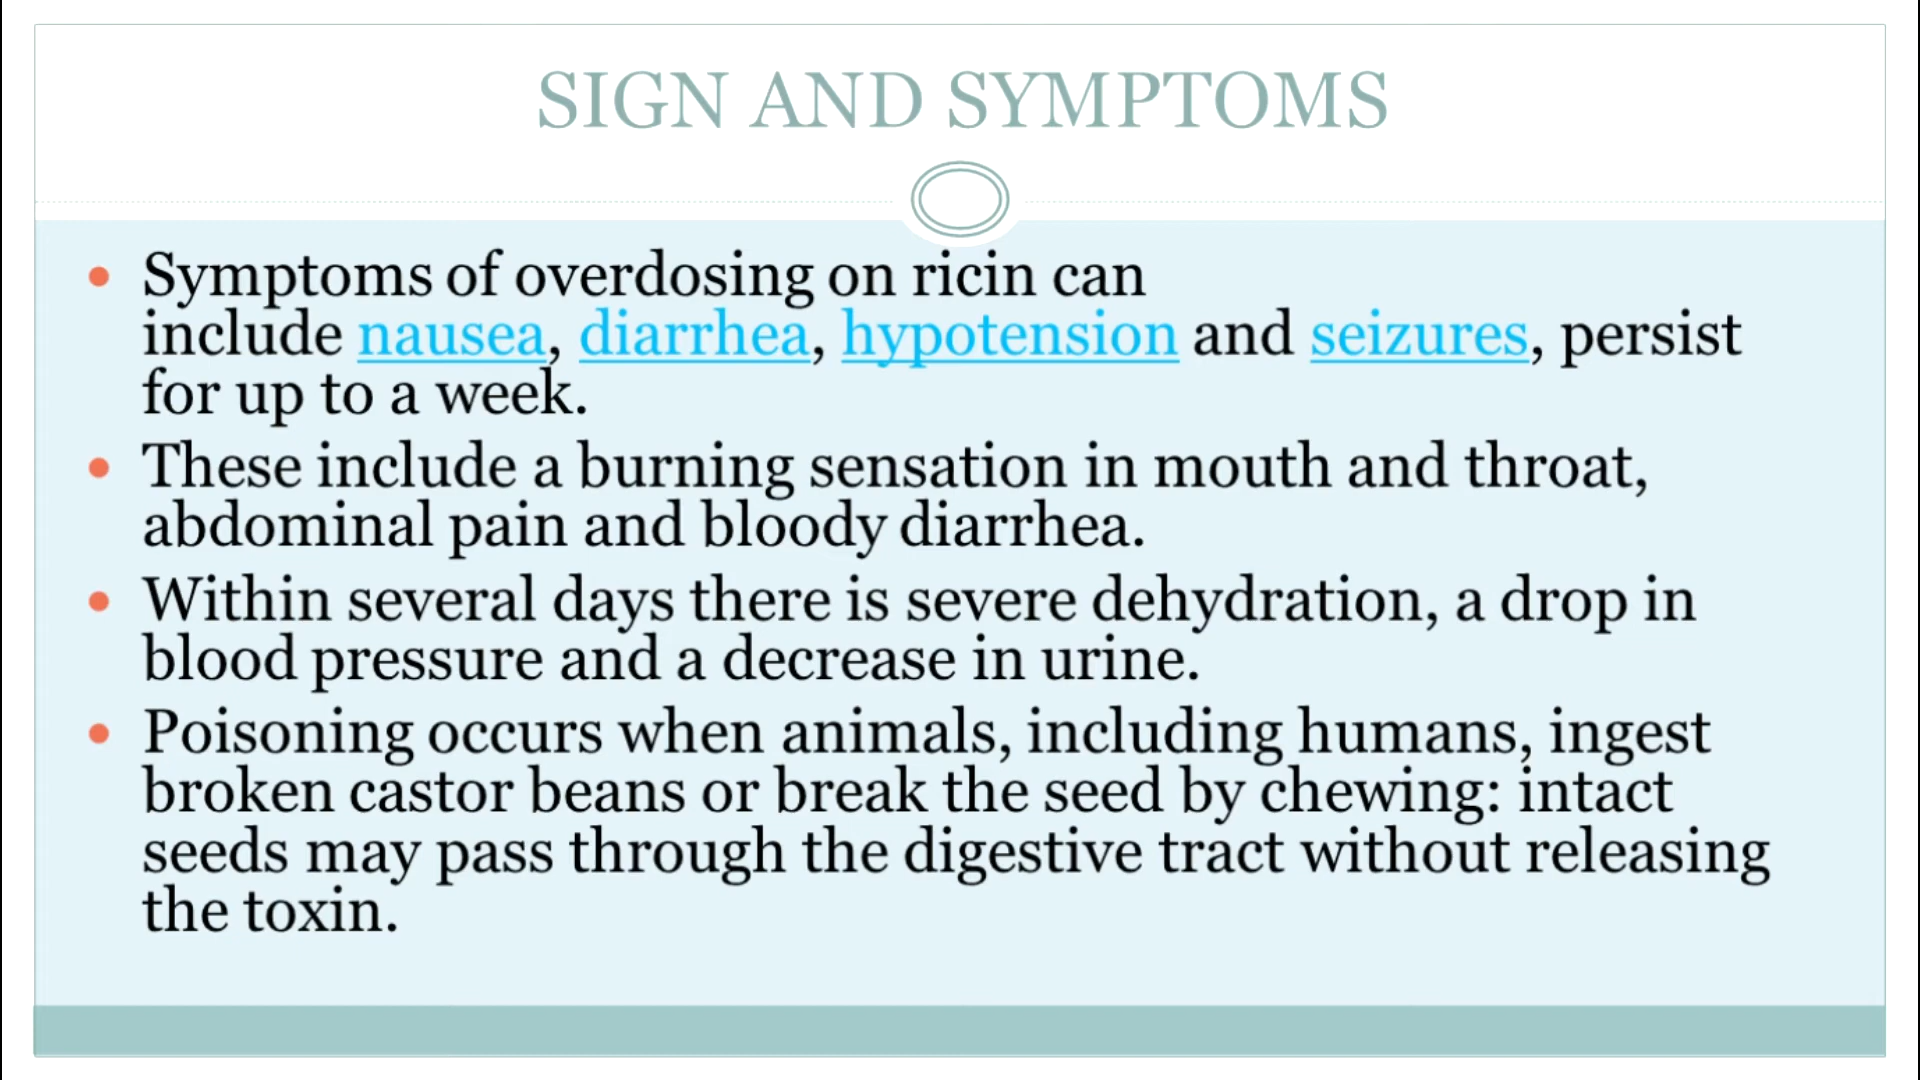 SIGN AND SYMPTOMS
Symptoms of overdosing on ricin can
include nausea, diarrhea, hypotension and seizures, persist
for up to a week.
These include a burning sensation in mouth and throat,
abdominal pain and bloody diarrhea.
Within several days there is severe dehydration, a drop in
blood pressure and a decrease in urine.
Poisoning occurs when animals, including humans, ingest
broken castor beans or break the seed by chewing: intact
seeds may pass through the digestive tract without releasing
the toxin.